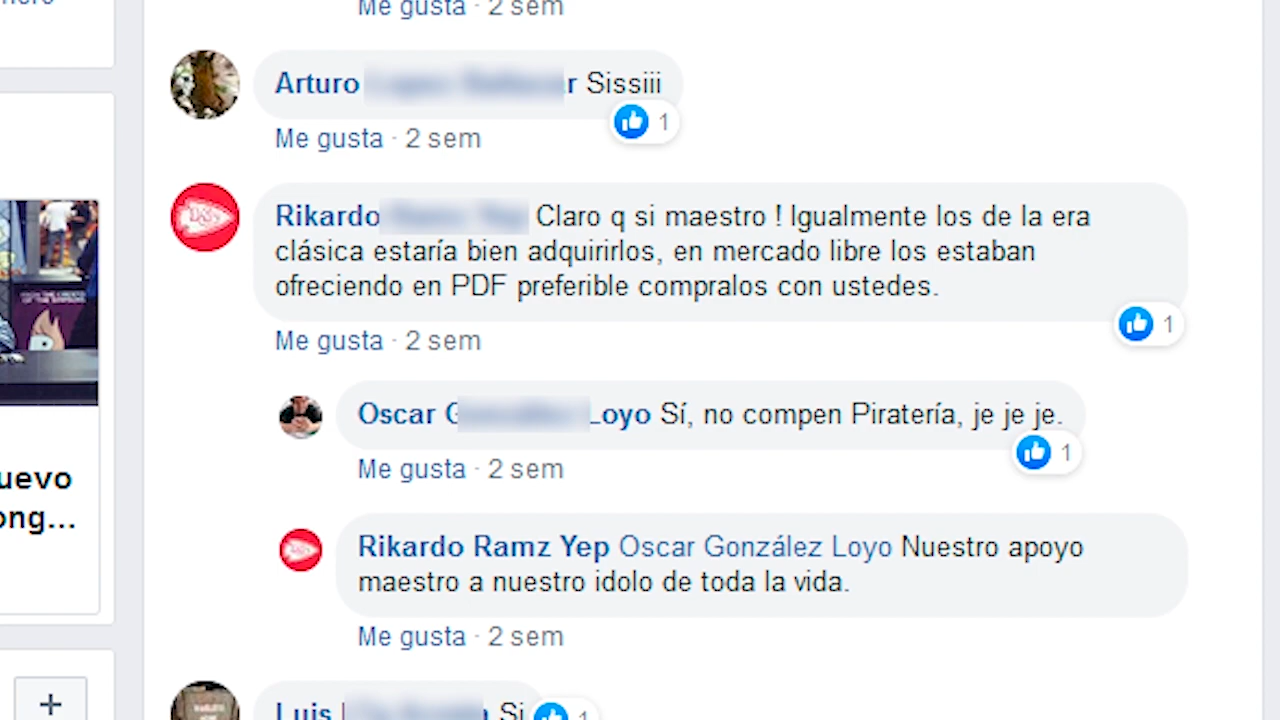 Me gusta · 2 sem
Arturo r Sissiii
1
Me gusta · 2 sem
Rikardo Claro q si maestro ! Igualmente los de la era
clásica estaría bien adquirirlos, en mercado libre los estaban
ofreciendo en PDF preferible compralos con ustedes.
1
Me gusta · 2 sem
Oscar G Loyo Sí, no compen Piratería, je je je.
1
Me gusta · 2 sem
Rikardo Ramz Yep Oscar González Loyo Nuestro apoyo
maestro a nuestro idolo de toda la vida.
Me gusta · 2 sem
Luis Si
1
uevo
ong...
+